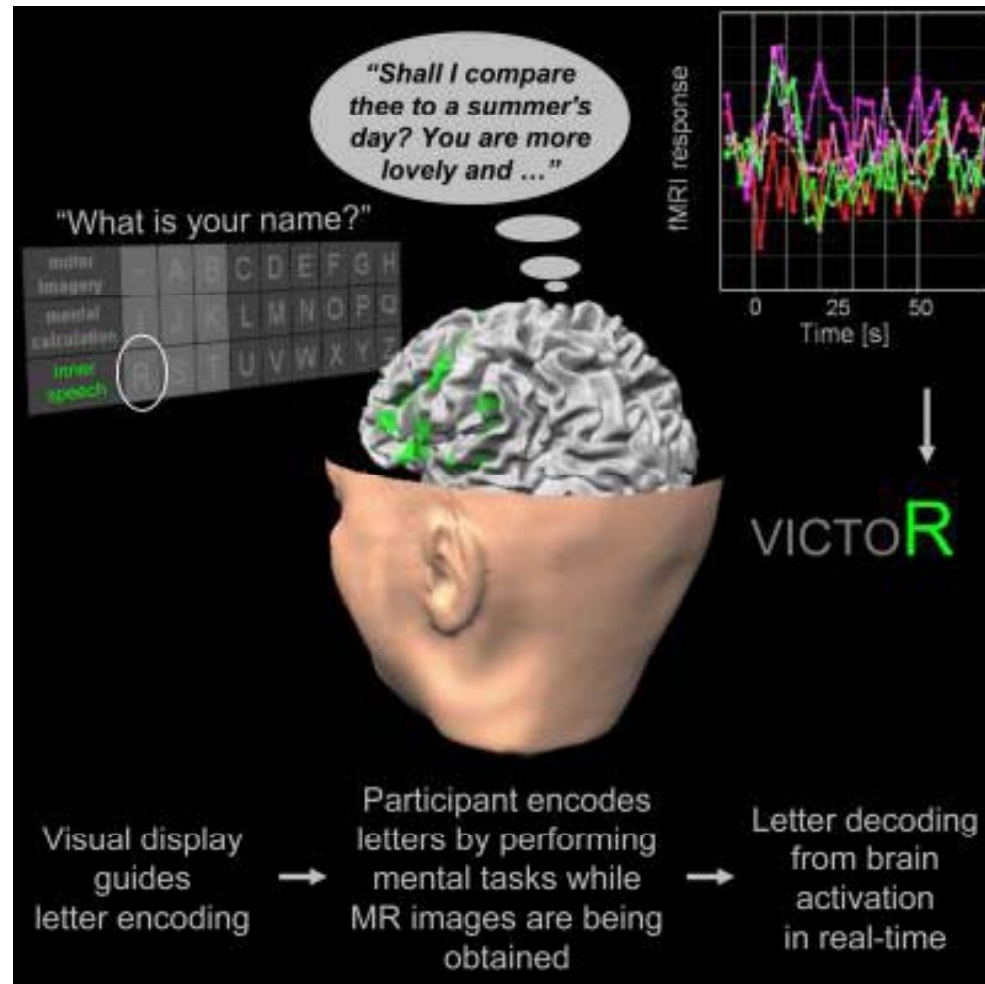 “Shall I compare
thee to a summer's
day? You are more
lovely and ...”
“What is your name?”
motor
imagery
- A B C D E F G H
mental
calculation
J K L M N O P Q
inner
speech
R S T U V W X Y Z
fMRI response
0 25 50
Time [s]
VICTOR
Visual display
guides
letter encoding
Participant encodes
letters by performing
mental tasks while
MR images are being
obtained
Letter decoding
from brain
activation
in real-time